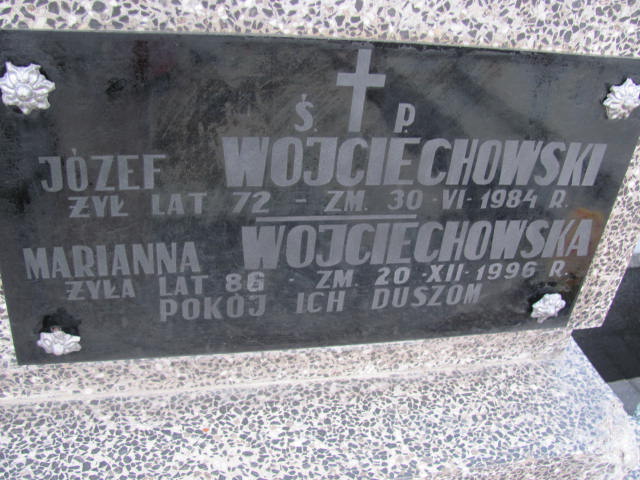 Ś. P.
JÓZEF WOJCIECHOWSKI
ŻYŁ LAT 72 - ZM. 30-VI-1984 R.
MARIANNA WOJCIECHOWSKA
ŻYŁA LAT 86 - ZM. 20-XII-1996 R.
POKÓJ ICH DUSZOM